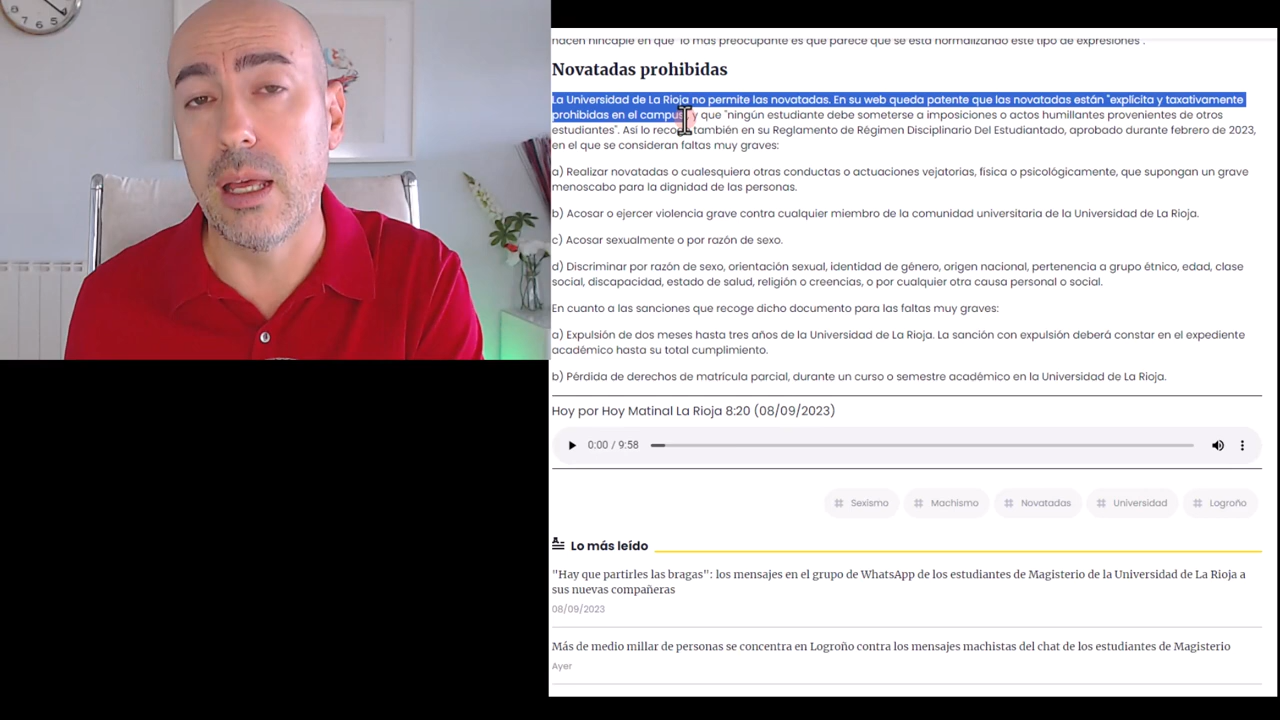 8
7
6
5
hacen hincapié en que "lo más preocupante es que parece que se está normalizando este tipo de expresiones".
Novatadas prohibidas
La Universidad de La Rioja no permite las novatadas. En su web queda patente que las novatadas están "explícita y taxativamente
prohibidas en el campus" y que "ningún estudiante debe someterse a imposiciones o actos humillantes provenientes de otros
estudiantes". Así lo recoge también en su Reglamento de Régimen Disciplinario Del Estudiantado, aprobado durante febrero de 2023,
en el que se consideran faltas muy graves:
a) Realizar novatadas o cualesquiera otras conductas o actuaciones vejatorias, física o psicológicamente, que supongan un grave
menoscabo para la dignidad de las personas.
b) Acosar o ejercer violencia grave contra cualquier miembro de la comunidad universitaria de la Universidad de La Rioja.
c) Acosar sexualmente o por razón de sexo.
d) Discriminar por razón de sexo, orientación sexual, identidad de género, origen nacional, pertenencia a grupo étnico, edad, clase
social, discapacidad, estado de salud, religión o creencias, o por cualquier otra causa personal o social.
En cuanto a las sanciones que recoge dicho documento para las faltas muy graves:
a) Expulsión de dos meses hasta tres años de la Universidad de La Rioja. La sanción con expulsión deberá constar en el expediente
académico hasta su total cumplimiento.
b) Pérdida de derechos de matrícula parcial, durante un curso o semestre académico en la Universidad de La Rioja.
Hoy por Hoy Matinal La Rioja 8:20 (08/09/2023)
0:00 / 9:58
# Sexismo # Machismo # Novatadas # Universidad # Logroño
Lo más leído
"Hay que partirles las bragas": los mensajes en el grupo de WhatsApp de los estudiantes de Magisterio de la Universidad de La Rioja a
sus nuevas compañeras
08/09/2023
Más de medio millar de personas se concentra en Logroño contra los mensajes machistas del chat de los estudiantes de Magisterio
Ayer